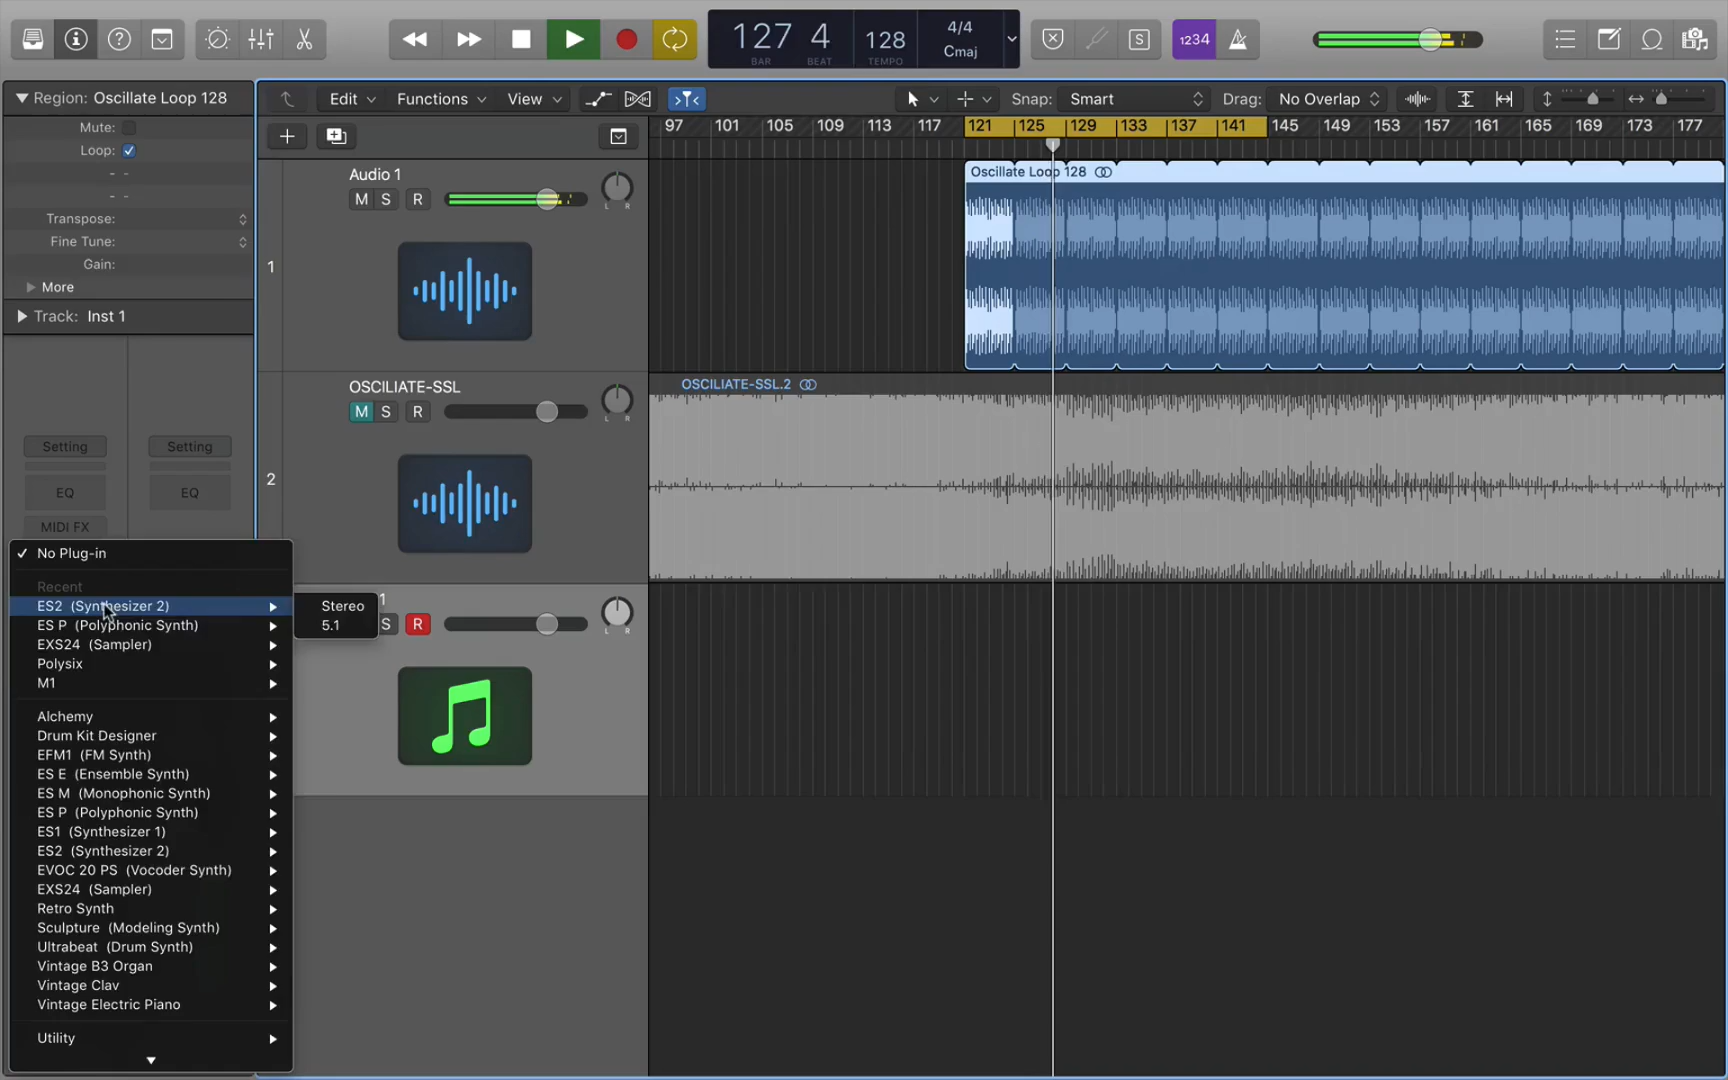 1234
127 4
BAR BEAT
128
TEMPO
4/4
Cmaj
S
Region: Oscillate Loop 128
Mute:
Loop:
Transpose:
Fine Tune:
Gain:
More
Track: Inst 1
Edit Functions View
Snap: Smart
Drag: No Overlap
97 101 105 109 113 117 121 125 129 133 137 141 145 149 153 157 161 165 169 173 177
Audio 1
M S R
L R
1
Oscillate Loop 128
OSCILIATE-SSL
M S R
L R
2
OSCILIATE-SSL.2
1
S R
L R
Setting Setting
EQ EQ
MIDI FX
No Plug-in
Recent
ES2 (Synthesizer 2)
ES P (Polyphonic Synth)
EXS24 (Sampler)
Polysix
M1
Alchemy
Drum Kit Designer
EFM1 (FM Synth)
ES E (Ensemble Synth)
ES M (Monophonic Synth)
ES P (Polyphonic Synth)
ES1 (Synthesizer 1)
ES2 (Synthesizer 2)
EVOC 20 PS (Vocoder Synth)
EXS24 (Sampler)
Retro Synth
Sculpture (Modeling Synth)
Ultrabeat (Drum Synth)
Vintage B3 Organ
Vintage Clav
Vintage Electric Piano
Utility
Stereo
5.1